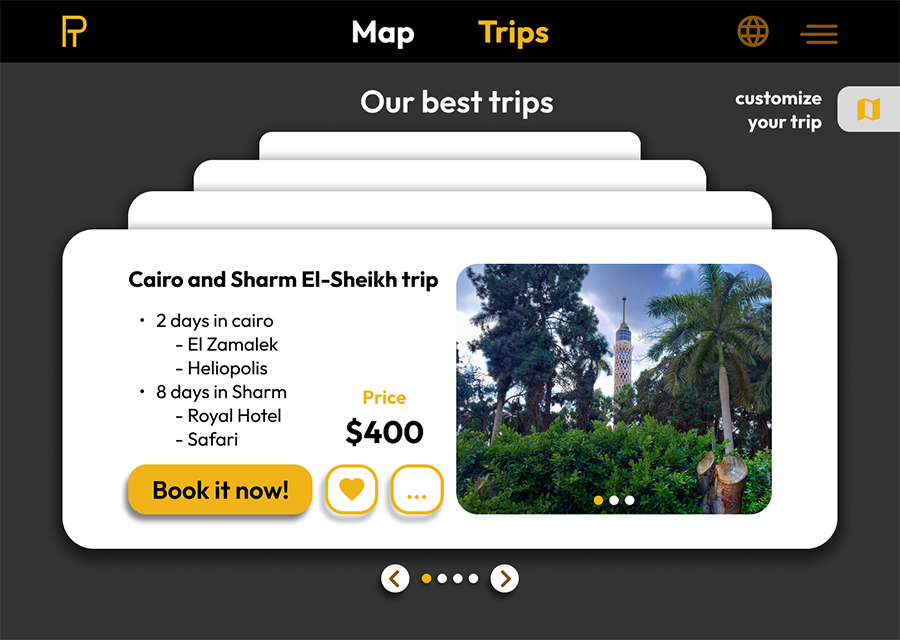 Map
Trips
Our best trips
customize
your trip
Cairo and Sharm El-Sheikh trip
• 2 days in cairo
- El Zamalek
- Heliopolis
• 8 days in Sharm
- Royal Hotel
- Safari
Price
$400
Book it now!
...